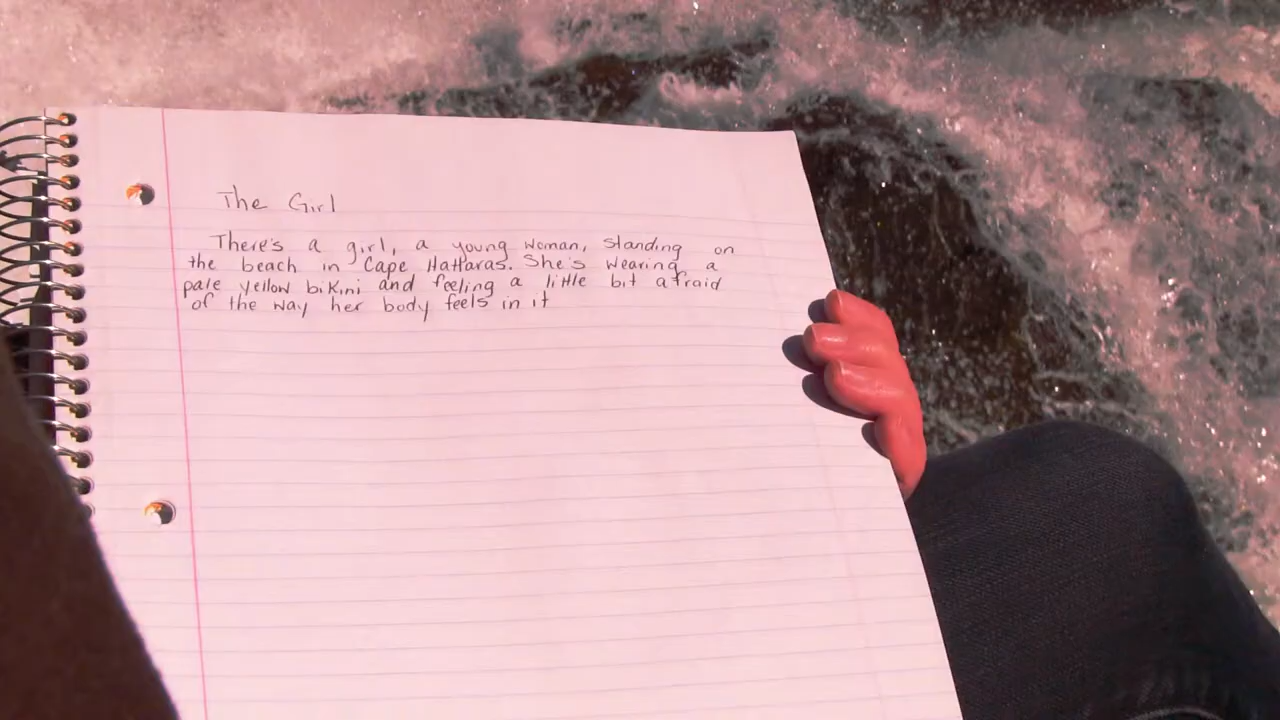 The Girl
There's a girl, a young woman, standing on
the beach in Cape Hatteras. She's wearing a
pale yellow bikini and feeling a little bit afraid
of the way her body feels in it